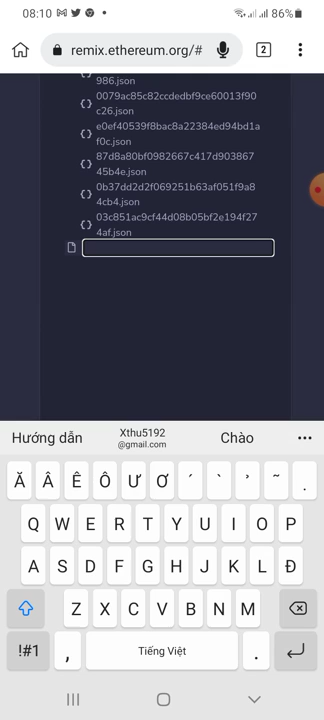 08:10
86%
remix.ethereum.org/#
2
986.json
0079ac85c82ccdedbf9ce60013f90
c26.json
e0ef40539f8bac8a22384ed94bd1a
f0c.json
87d8a80bf0982667c417d903867
45b4e.json
0b37dd2d2f069251b63af051f9a8
4cb4.json
03c851ac9cf44d08b05bf2e194f27
4af.json
Hướng dẫn
Xthu5192
@gmail.com
Chào
Ă Â Ê Ô Ư Ơ ´ ` ̉ ~ .
Q W E R T Y U I O P
A S D F G H J K L Đ
Z X C V B N M
!#1 , Tiếng Việt .